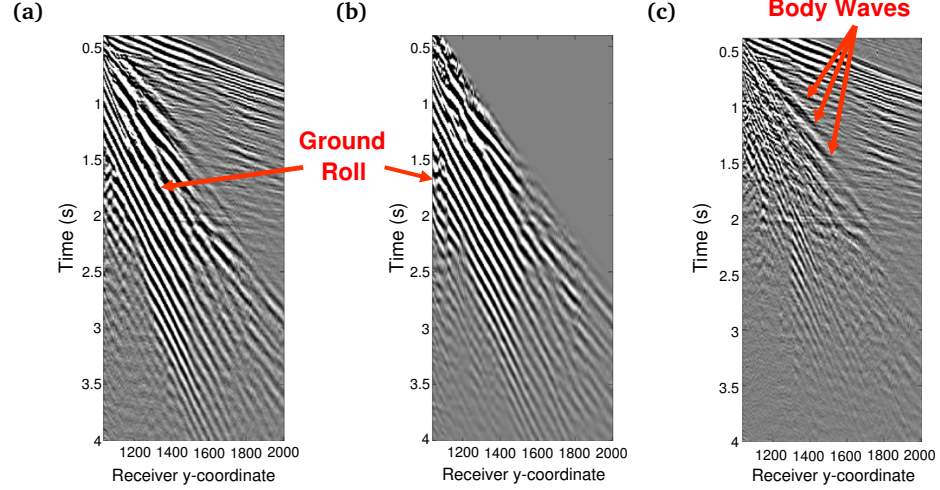 (a)
(b)
(c)
Body Waves
Ground
Roll
Time (s)
0.5
1
1.5
2
2.5
3
3.5
4
1200 1400 1600 1800 2000
Receiver y-coordinate
Time (s)
0.5
1
1.5
2
2.5
3
3.5
4
1200 1400 1600 1800 2000
Receiver y-coordinate
Time (s)
0.5
1
1.5
2
2.5
3
3.5
4
1200 1400 1600 1800 2000
Receiver y-coordinate